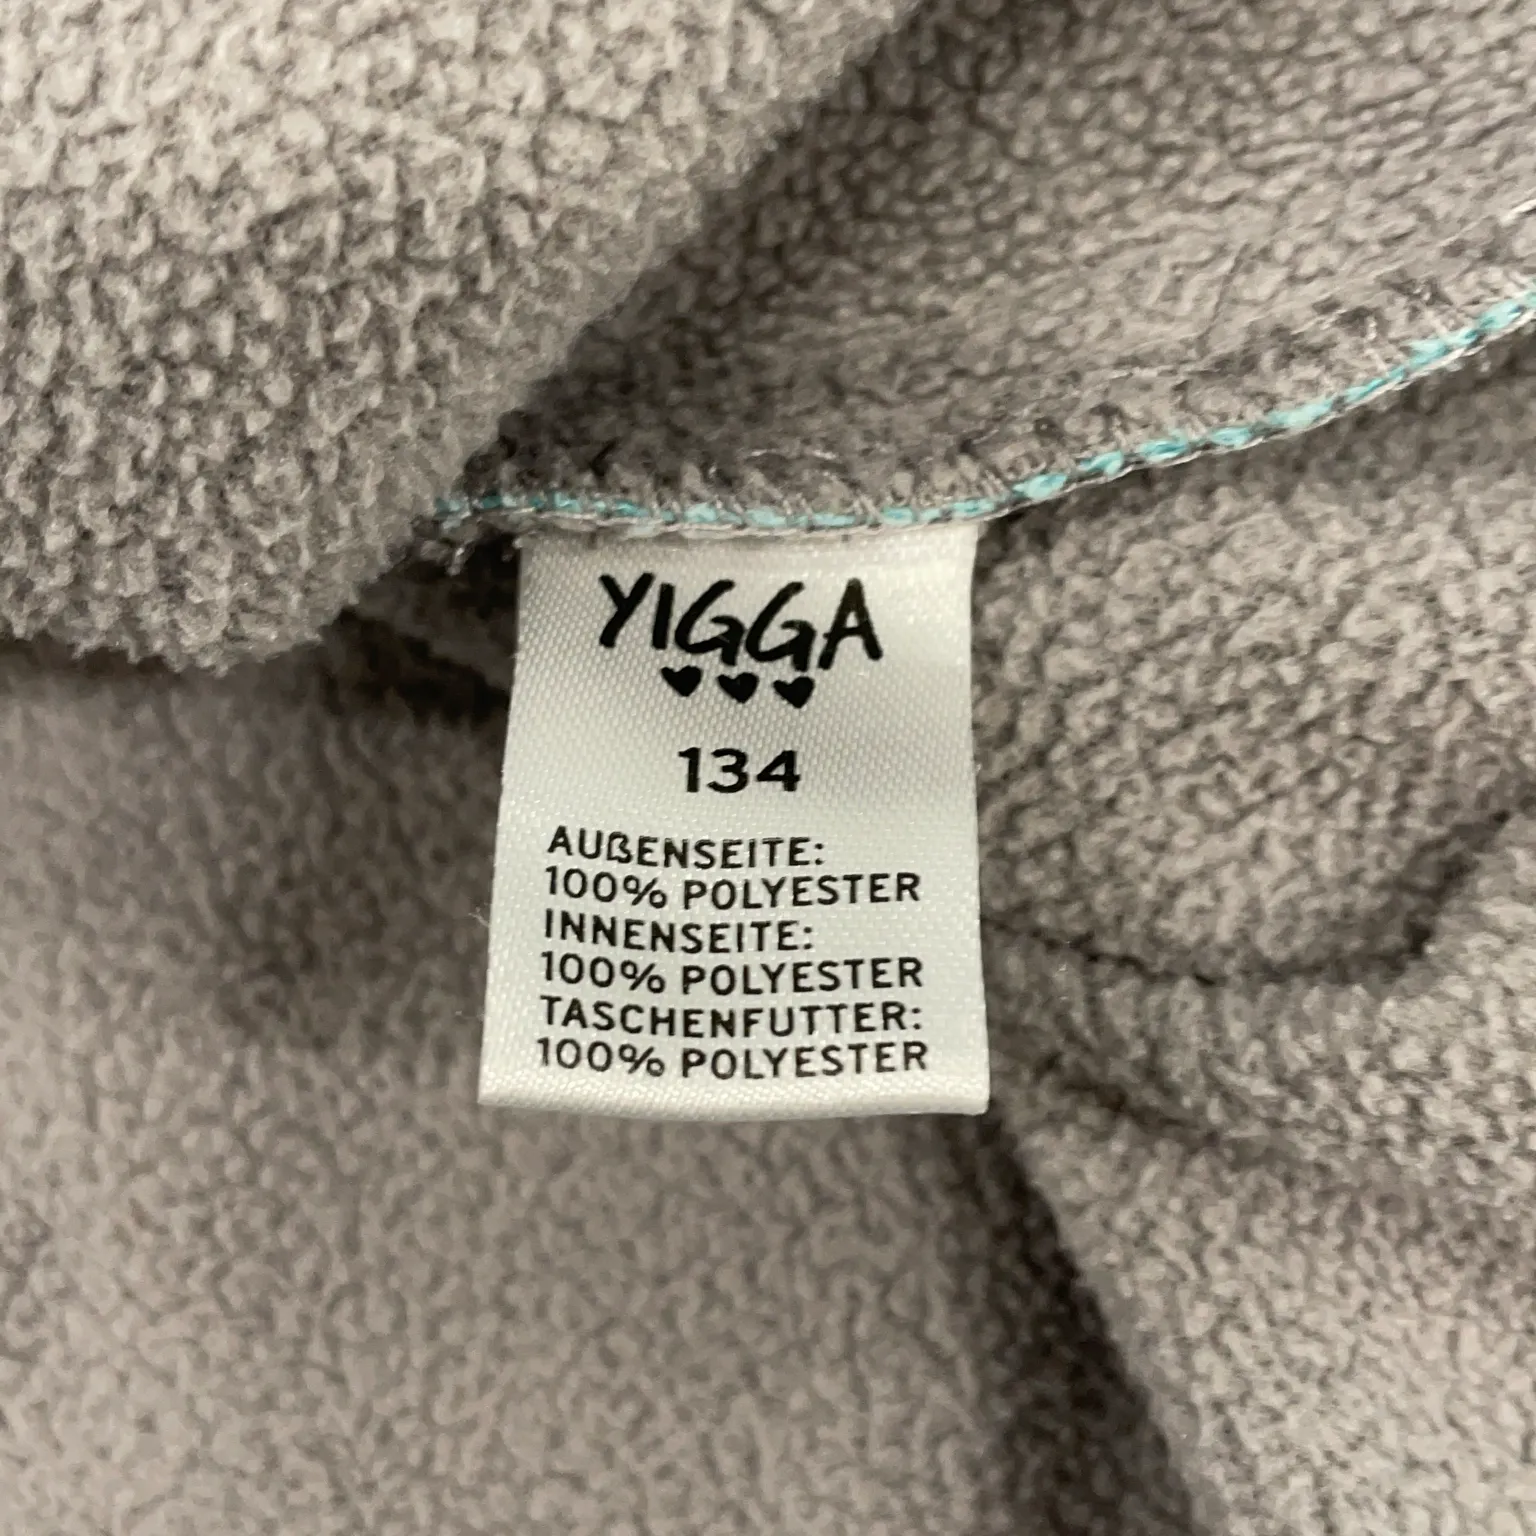 YIGGA
134
AUßENSEITE:
100% POLYESTER
INNENSEITE:
100% POLYESTER
TASCHENFUTTER:
100% POLYESTER